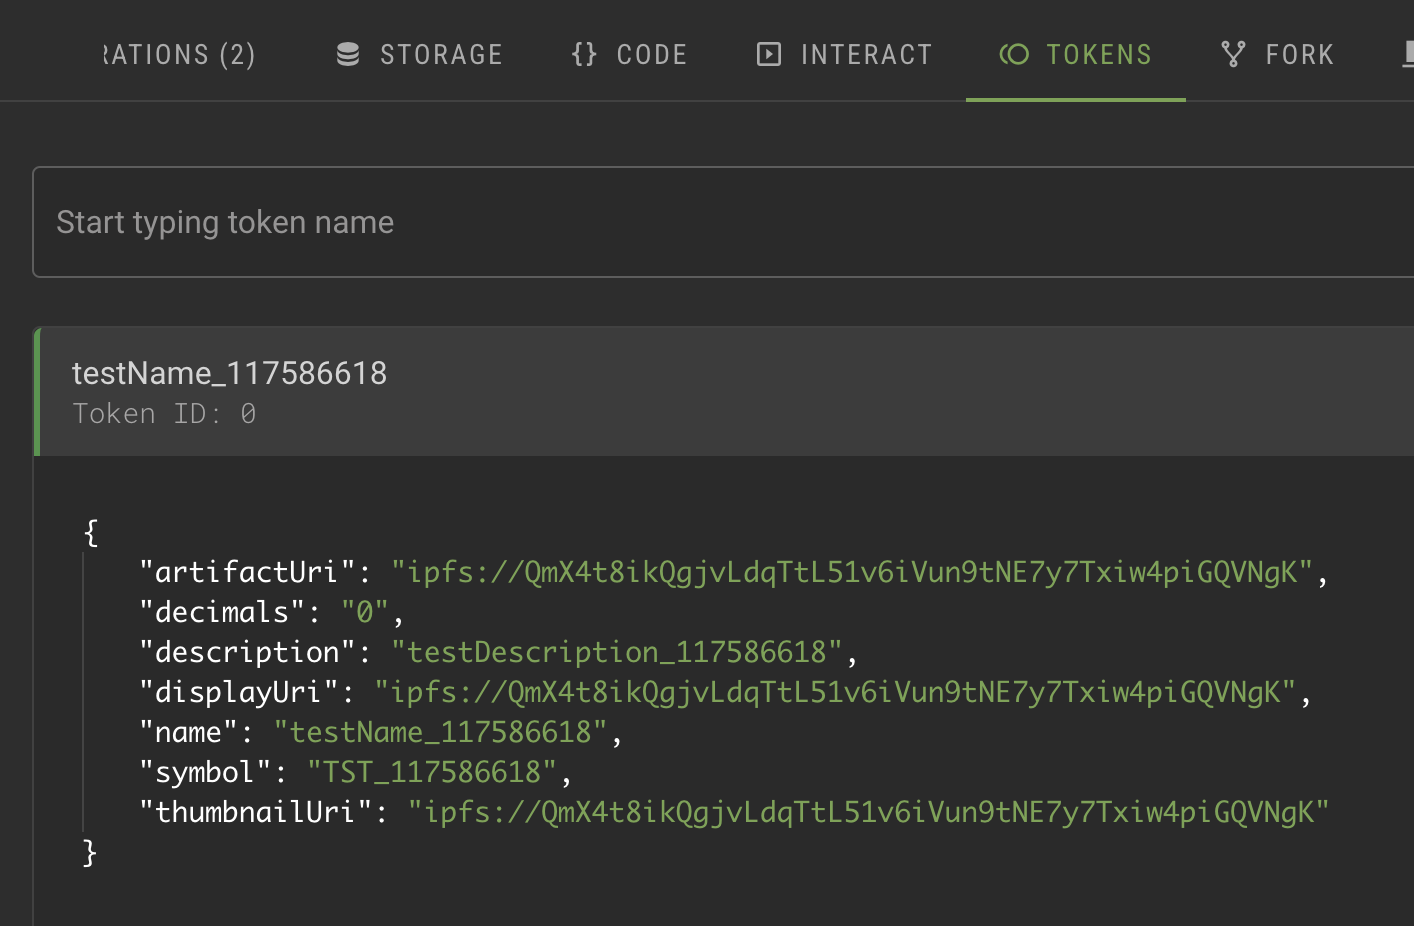 RATIONS (2) STORAGE {} CODE INTERACT TOKENS FORK
Start typing token name
testName_117586618
Token ID: 0
{
"artifactUri": "ipfs://QmX4t8ikQgjvLdqTtL51v6iVun9tNE7y7Txiw4piGQVNgK",
"decimals": "0",
"description": "testDescription_117586618",
"displayUri": "ipfs://QmX4t8ikQgjvLdqTtL51v6iVun9tNE7y7Txiw4piGQVNgK",
"name": "testName_117586618",
"symbol": "TST_117586618",
"thumbnailUri": "ipfs://QmX4t8ikQgjvLdqTtL51v6iVun9tNE7y7Txiw4piGQVNgK"
}